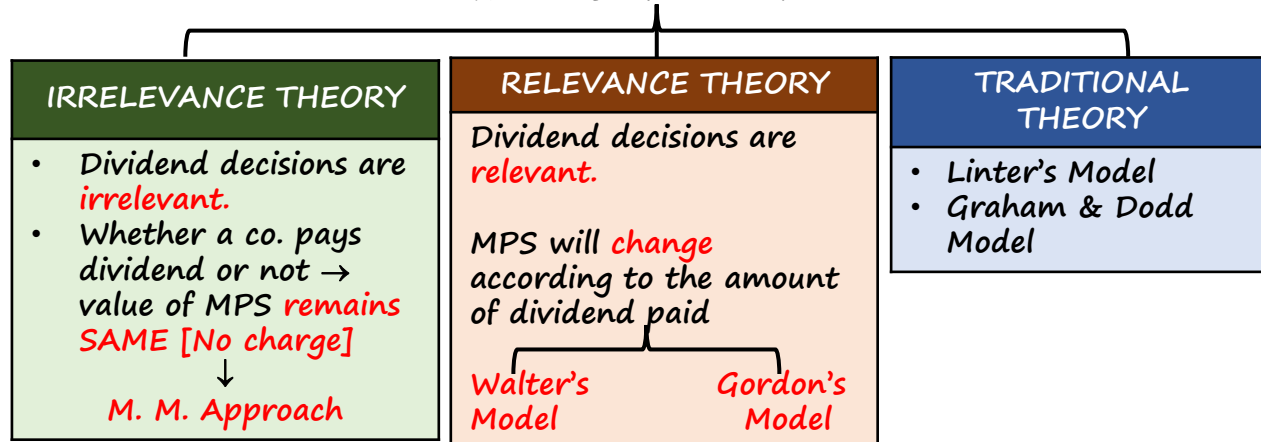 IRRELEVANCE THEORY
• Dividend decisions are
irrelevant.
• Whether a co. pays
dividend or not →
value of MPS remains
SAME [No charge]
↓
M. M. Approach
RELEVANCE THEORY
Dividend decisions are
relevant.
MPS will change
according to the amount
of dividend paid
Walter's
Model
Gordon's
Model
TRADITIONAL
THEORY
• Linter's Model
• Graham & Dodd
Model